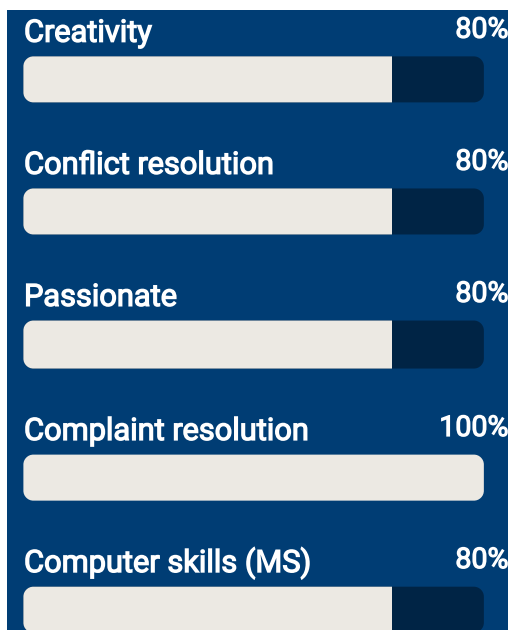 Creativity 80%
Conflict resolution 80%
Passionate 80%
Complaint resolution 100%
Computer skills (MS) 80%